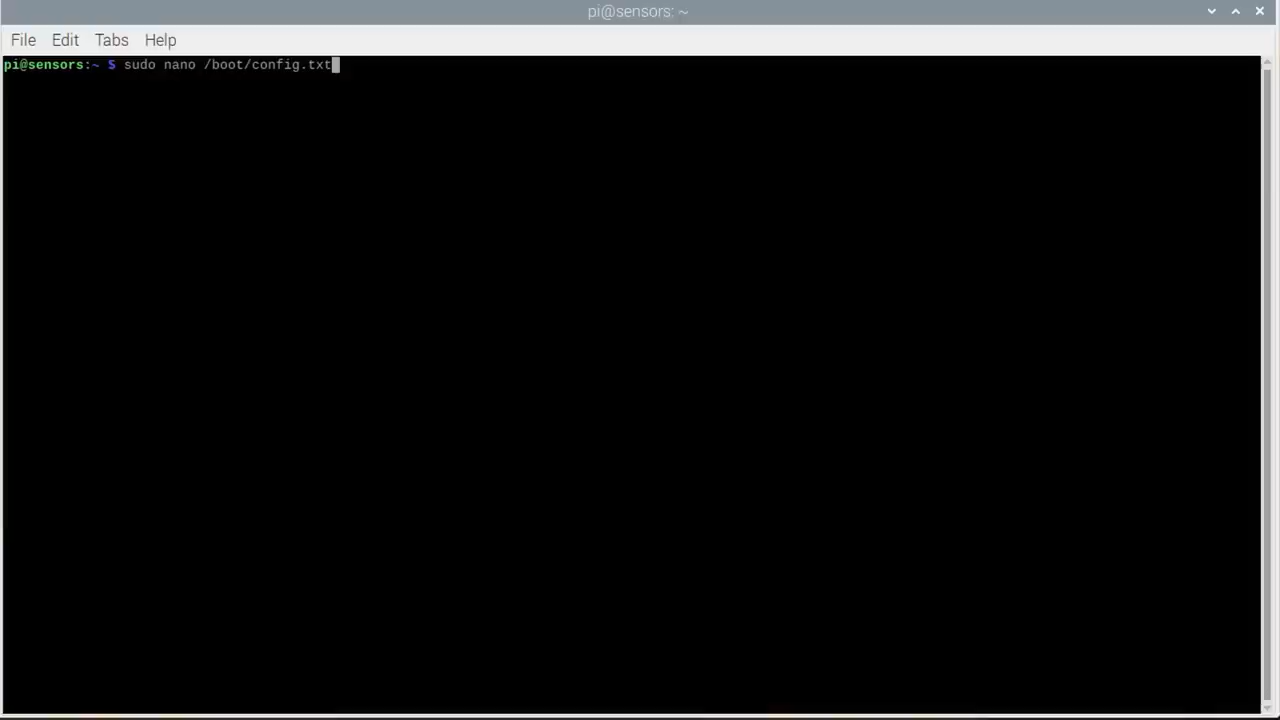 pi@sensors: ~
File Edit Tabs Help
pi@sensors:~ $ sudo nano /boot/config.txt